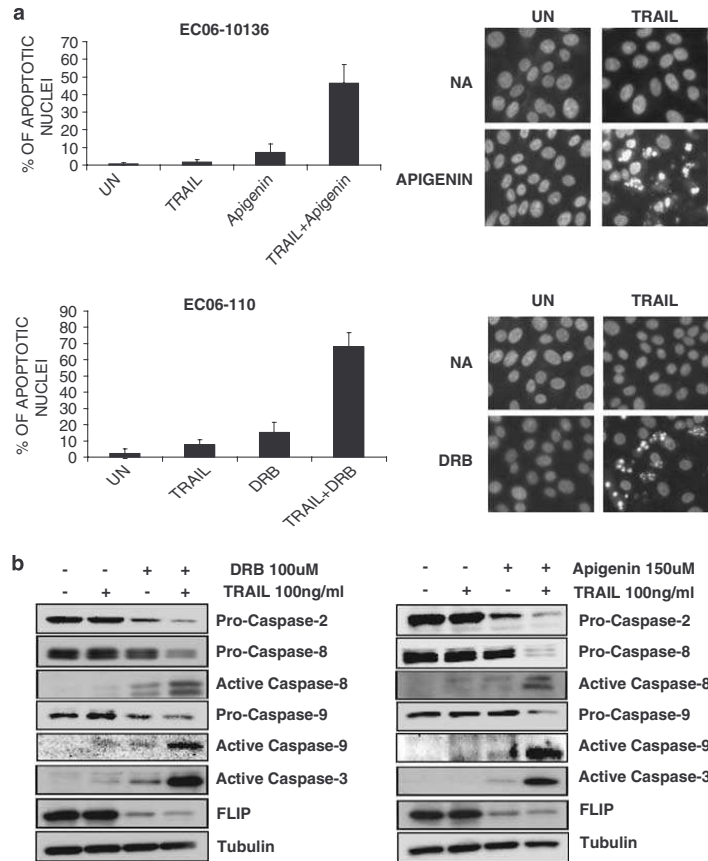 a
EC06-10136
% OF APOPTOTIC
NUCLEI
70
60
50
40
30
20
10
0
UN
TRAIL
Apigenin
TRAIL+Apigenin
UN TRAIL
NA
APIGENIN
EC06-110
% OF APOPTOTIC
NUCLEI
90
80
70
60
50
40
30
20
10
0
UN
TRAIL
DRB
TRAIL+DRB
UN TRAIL
NA
DRB
b
- - + + DRB 100uM
- + - + TRAIL 100ng/ml
Pro-Caspase-2
Pro-Caspase-8
Active Caspase-8
Pro-Caspase-9
Active Caspase-9
Active Caspase-3
FLIP
Tubulin
- - + + Apigenin 150uM
- + - + TRAIL 100ng/ml
Pro-Caspase-2
Pro-Caspase-8
Active Caspase-8
Pro-Caspase-9
Active Caspase-9
Active Caspase-3
FLIP
Tubulin